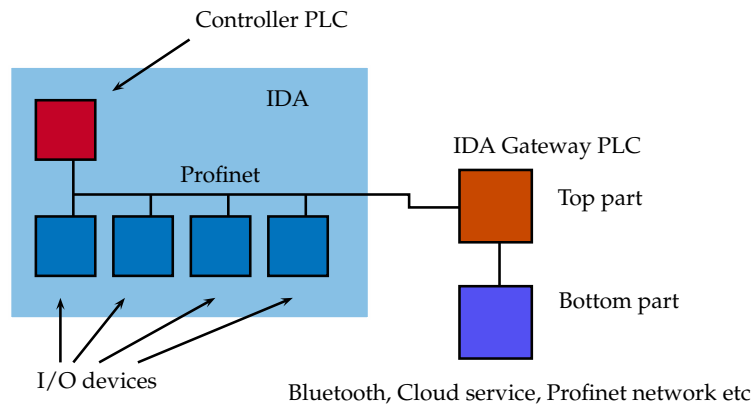 Controller PLC
IDA
IDA Gateway PLC
Profinet
Top part
Bottom part
I/O devices
Bluetooth, Cloud service, Profinet network etc